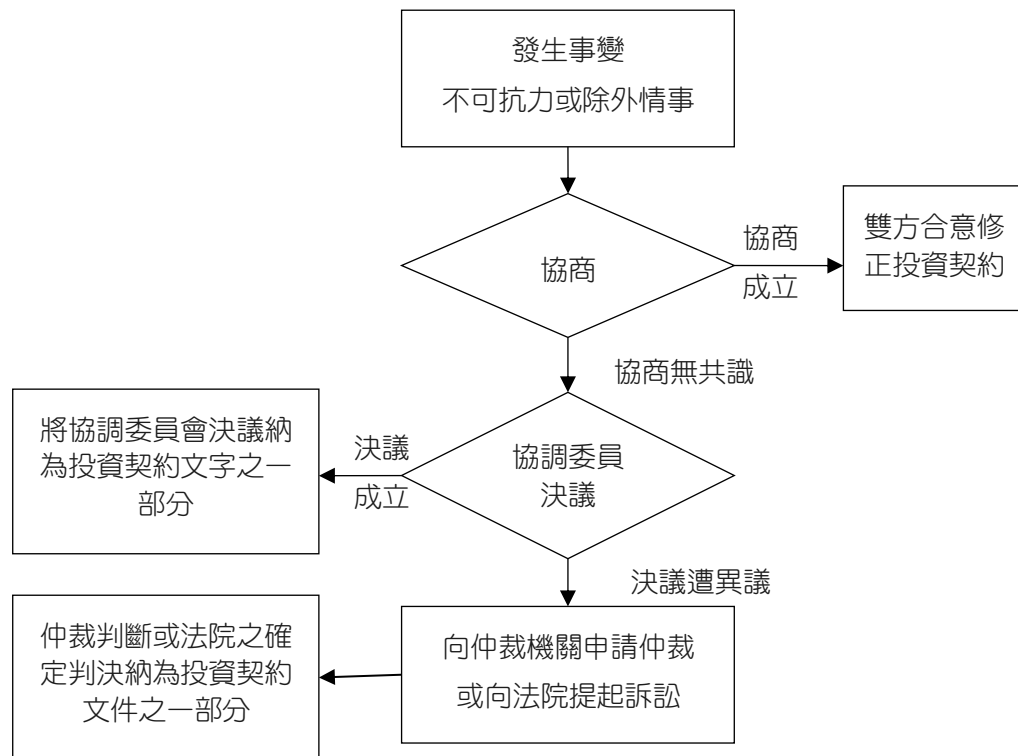 發生事變
不可抗力或除外情事
協商
協商
成立
雙方合意修
正投資契約
協商無共識
協調委員
決議
決議
成立
將協調委員會決議納
為投資契約文字之一
部分
決議遭異議
向仲裁機關申請仲裁
或向法院提起訴訟
仲裁判斷或法院之確
定判決納為投資契約
文件之一部分